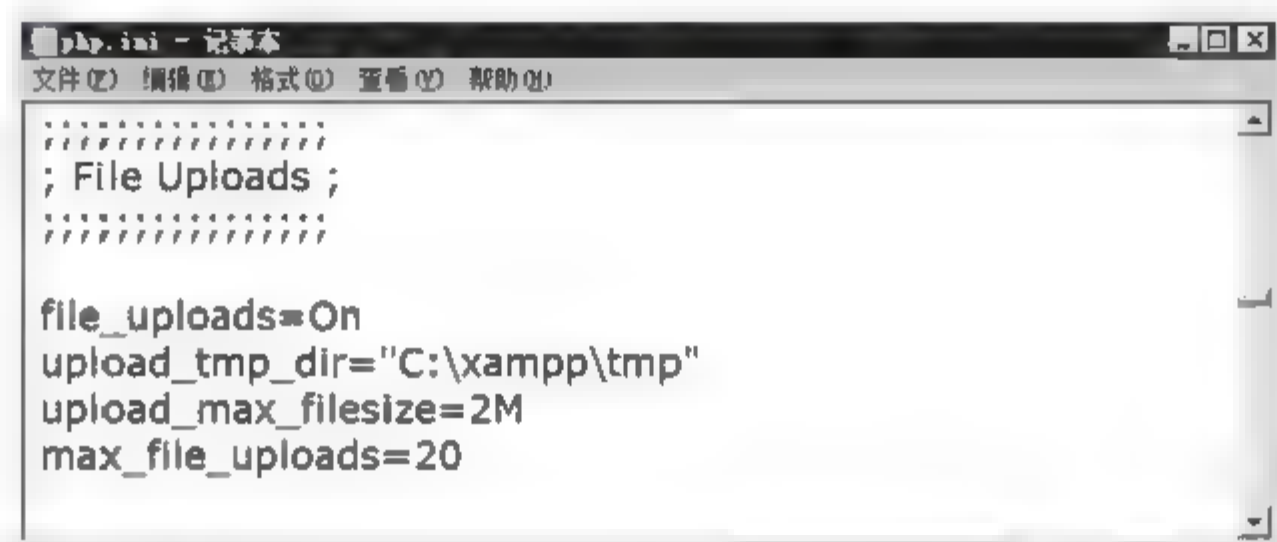 php.ini - 记事本
文件(F) 编辑(E) 格式(O) 查看(V) 帮助(H)
;;;;;;;;;;;;;;;;
; File Uploads ;
;;;;;;;;;;;;;;;;
file_uploads=On
upload_tmp_dir="C:\xampp\tmp"
upload_max_filesize=2M
max_file_uploads=20